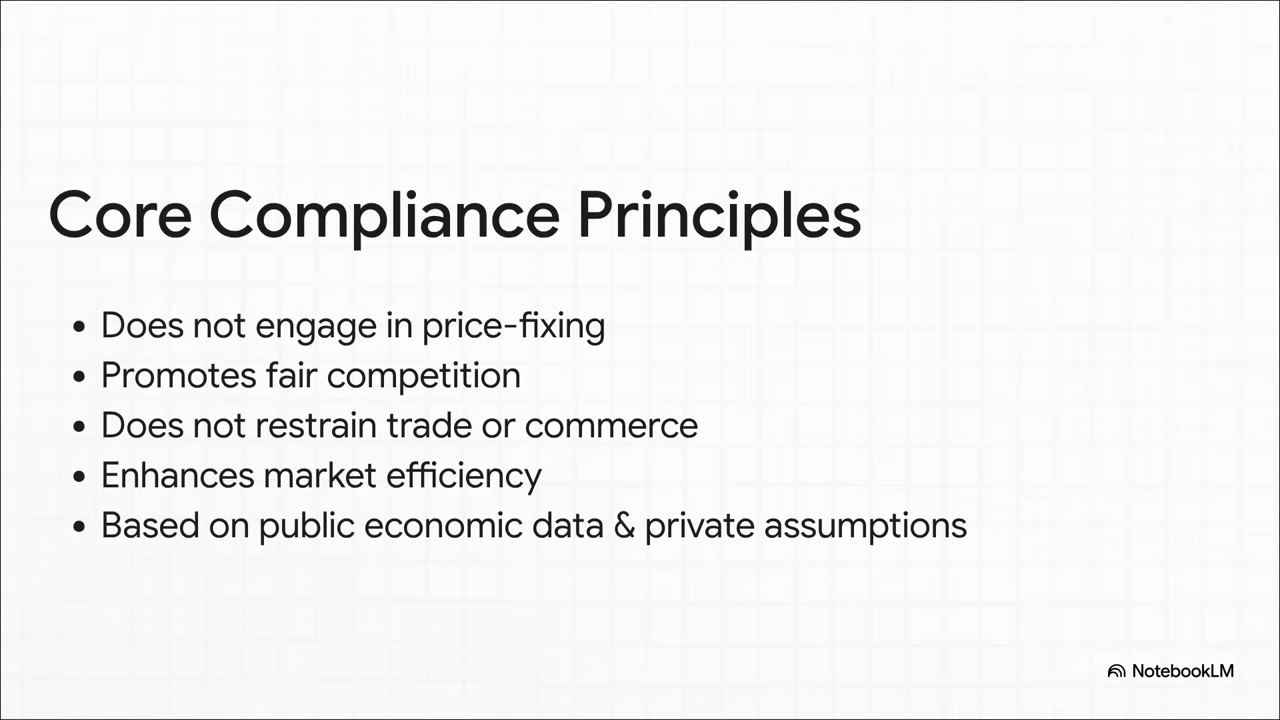 Core Compliance Principles
• Does not engage in price-fixing
• Promotes fair competition
• Does not restrain trade or commerce
• Enhances market efficiency
• Based on public economic data & private assumptions
NotebookLM